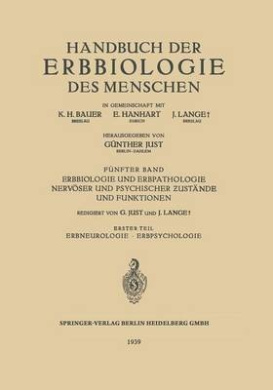 HANDBUCH DER
ERBBIOLOGIE
DES MENSCHEN
IN GEMEINSCHAFT MIT
K. H. BAUER E. HANHART J. LANGE†
BRESLAU ZÜRICH BRESLAU
HERAUSGEGEBEN VON
GÜNTHER JUST
BERLIN-DAHLEM
FÜNFTER BAND
ERBBIOLOGIE UND ERBPATHOLOGIE
NERVÖSER UND PSYCHISCHER ZUSTÄNDE
UND FUNKTIONEN
REDIGIERT VON G. JUST UND J. LANGE†
ERSTER TEIL
ERBNEUROLOGIE · ERBPSYCHOLOGIE
SPRINGER-VERLAG BERLIN HEIDELBERG GMBH
1939